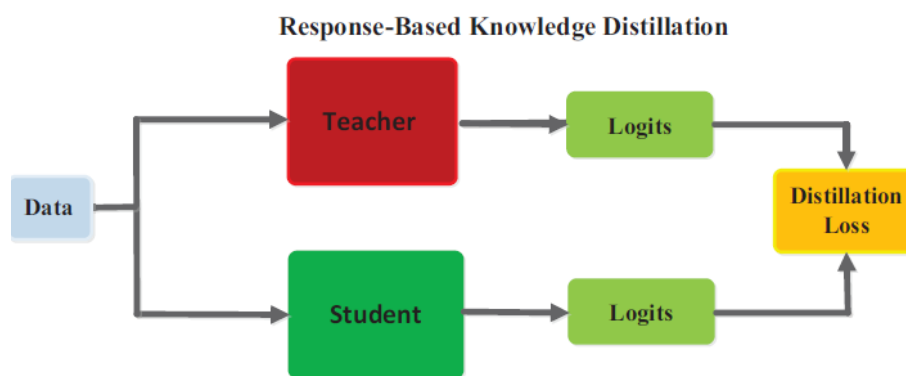 Response-Based Knowledge Distillation
Teacher
Logits
Data
Distillation
Loss
Student
Logits